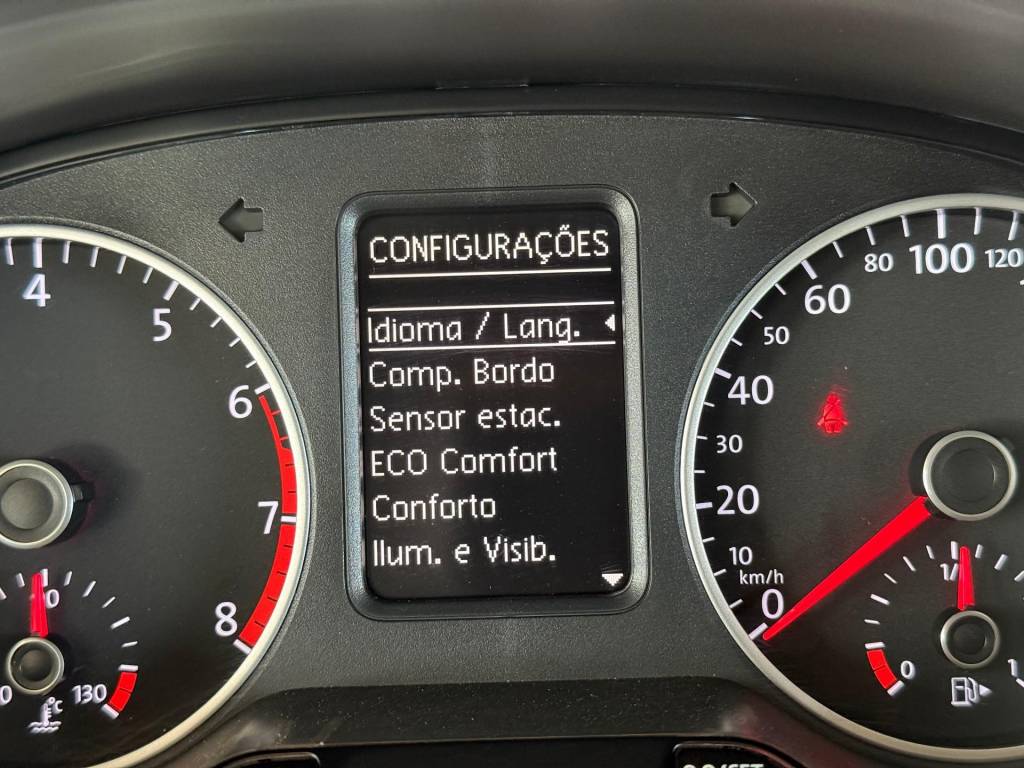 CONFIGURAÇÕES
Idioma / Lang.
Comp. Bordo
Sensor estac.
ECO Comfort
Conforto
Ilum. e Visib.
4
5
6
7
8
130
°C
0
10
20
30
40
50
60
80
100
120
km/h
0
1